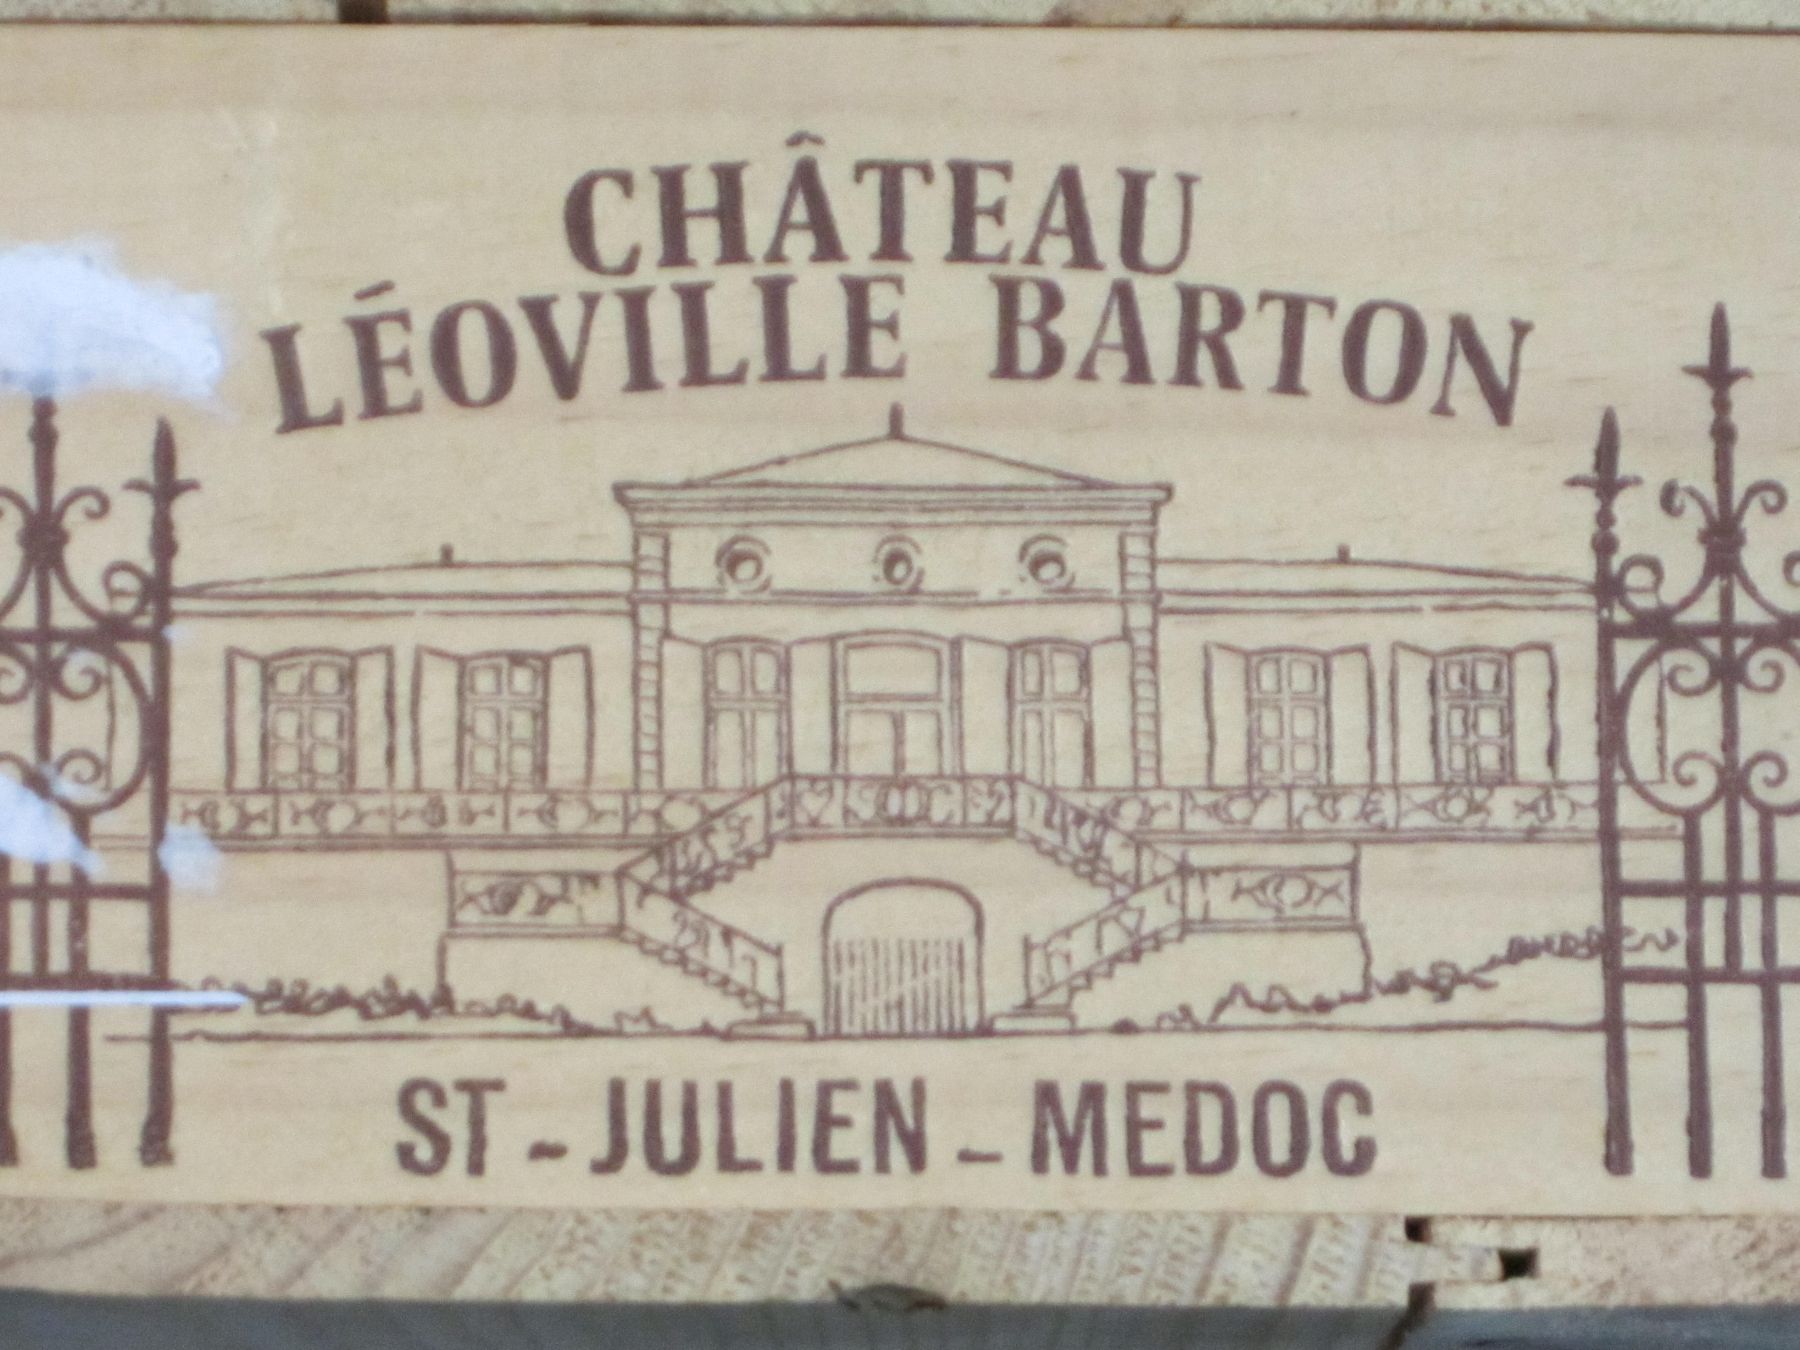 CHÂTEAU
LÉOVILLE BARTON
ST - JULIEN - MEDOC